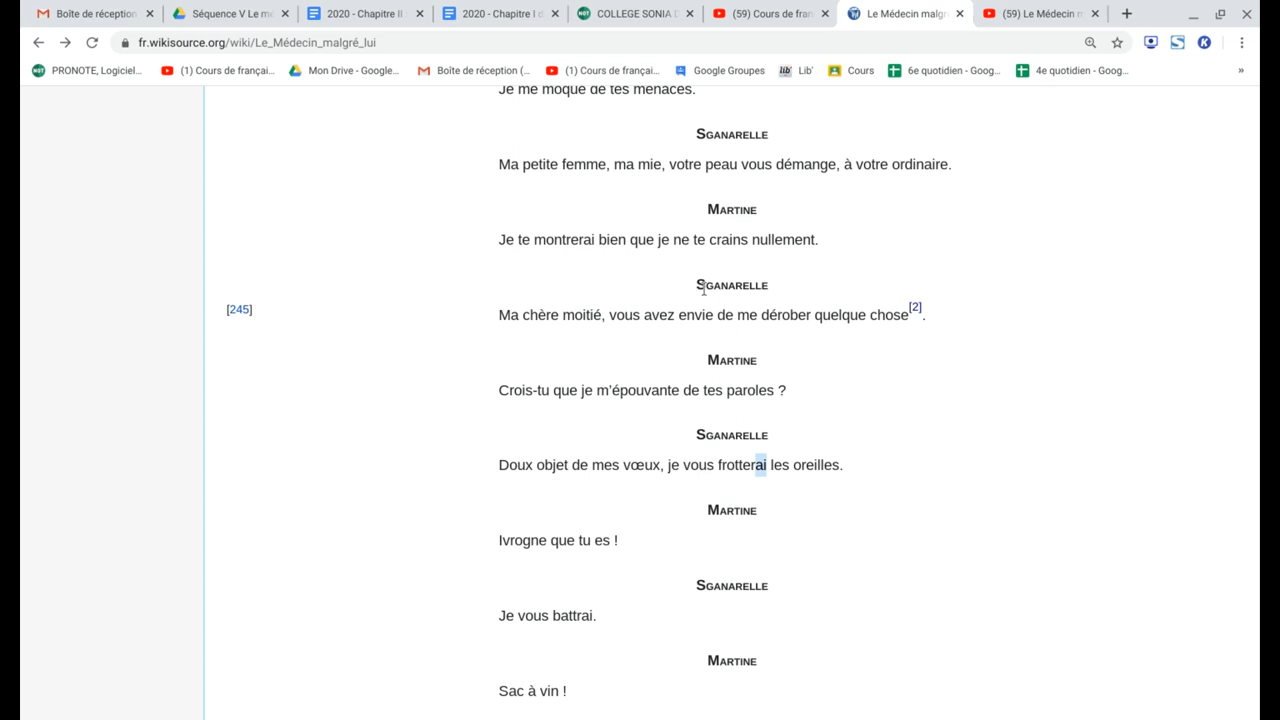 Boîte de réception
Séquence V Le mé
2020 - Chapitre II
2020 - Chapitre I d
COLLEGE SONIA D
(59) Cours de fran
Le Médecin malgr
(59) Le Médecin m
fr.wikisource.org/wiki/Le_Médecin_malgré_lui
PRONOTE, Logiciel...
(1) Cours de françai...
Mon Drive - Google...
Boîte de réception (...
(1) Cours de françai...
Google Groupes
lib' Lib'
Cours
6e quotidien - Goog...
4e quotidien - Goog...
»
Je me moque de tes menaces.
Sganarelle
Ma petite femme, ma mie, votre peau vous démange, à votre ordinaire.
Martine
Je te montrerai bien que je ne te crains nullement.
Sganarelle
[245]
Ma chère moitié, vous avez envie de me dérober quelque chose[2].
Martine
Crois-tu que je m’épouvante de tes paroles ?
Sganarelle
Doux objet de mes vœux, je vous frotterai les oreilles.
Martine
Ivrogne que tu es !
Sganarelle
Je vous battrai.
Martine
Sac à vin !